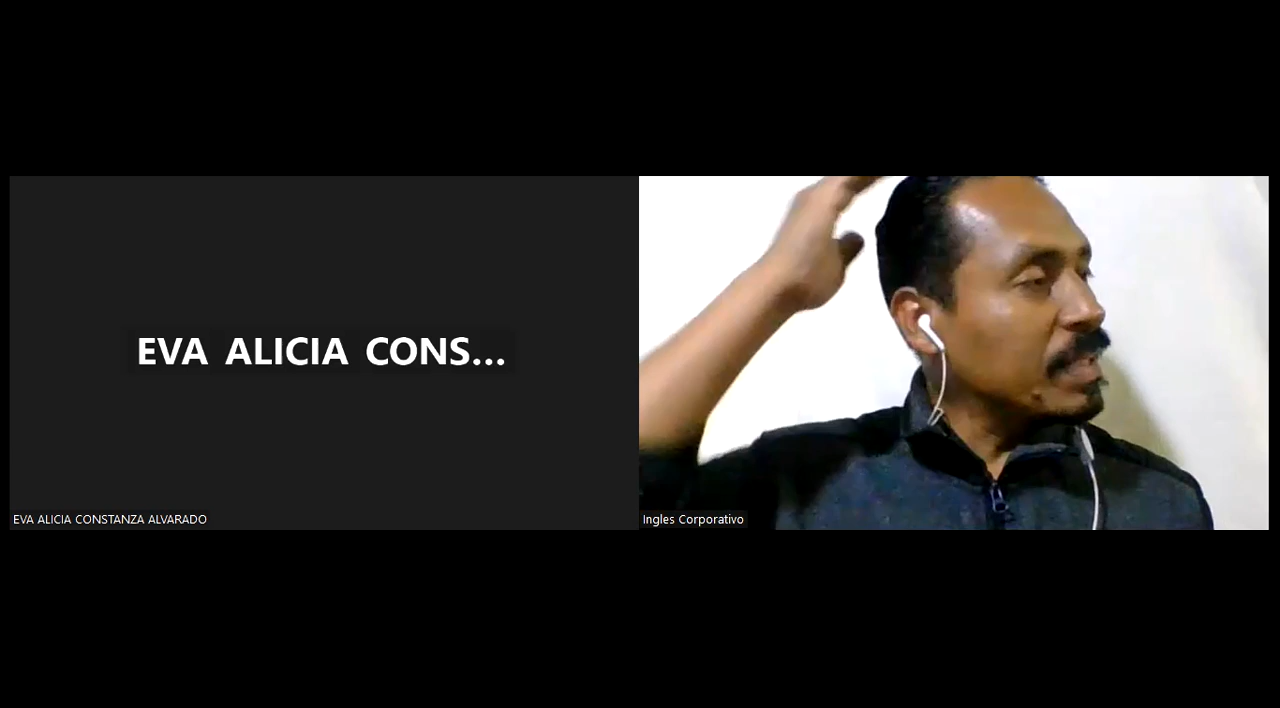 EVA ALICIA CONS...
EVA ALICIA CONSTANZA ALVARADO
Ingles Corporativo